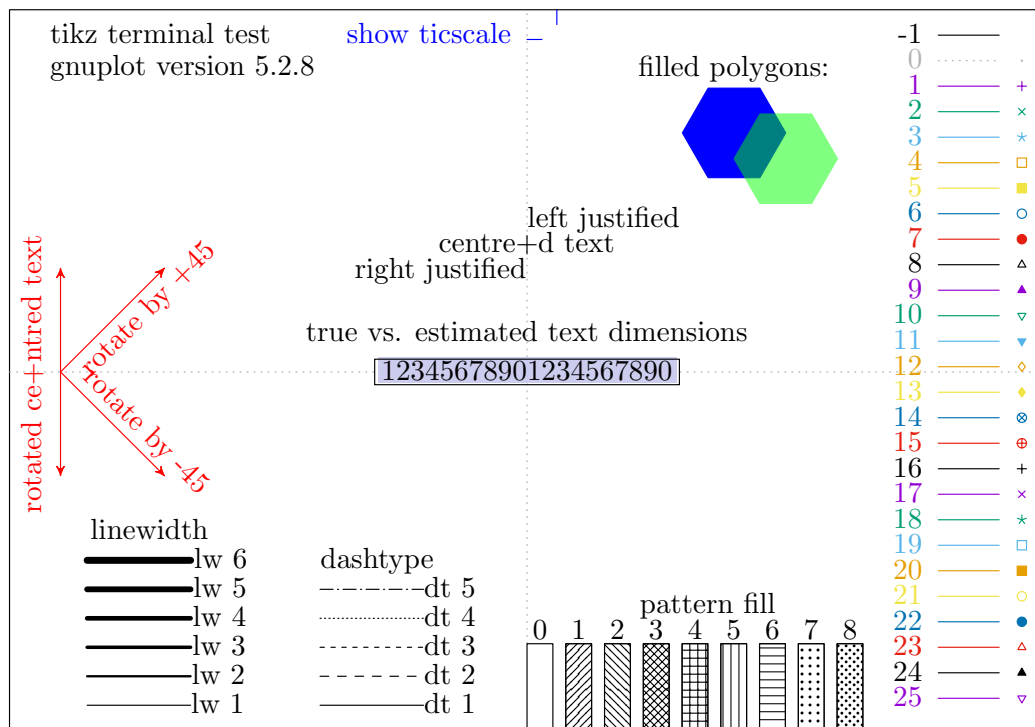 tikz terminal test
gnuplot version 5.2.8
show ticscale
filled polygons:
left justified
centre+d text
right justified
true vs. estimated text dimensions
12345678901234567890
rotated ce+ntred text
rotate by +45
rotate by -45
linewidth
lw 6
lw 5
lw 4
lw 3
lw 2
lw 1
dashtype
dt 5
dt 4
dt 3
dt 2
dt 1
pattern fill
0 1 2 3 4 5 6 7 8
-1
0
1
2
3
4
5
6
7
8
9
10
11
12
13
14
15
16
17
18
19
20
21
22
23
24
25